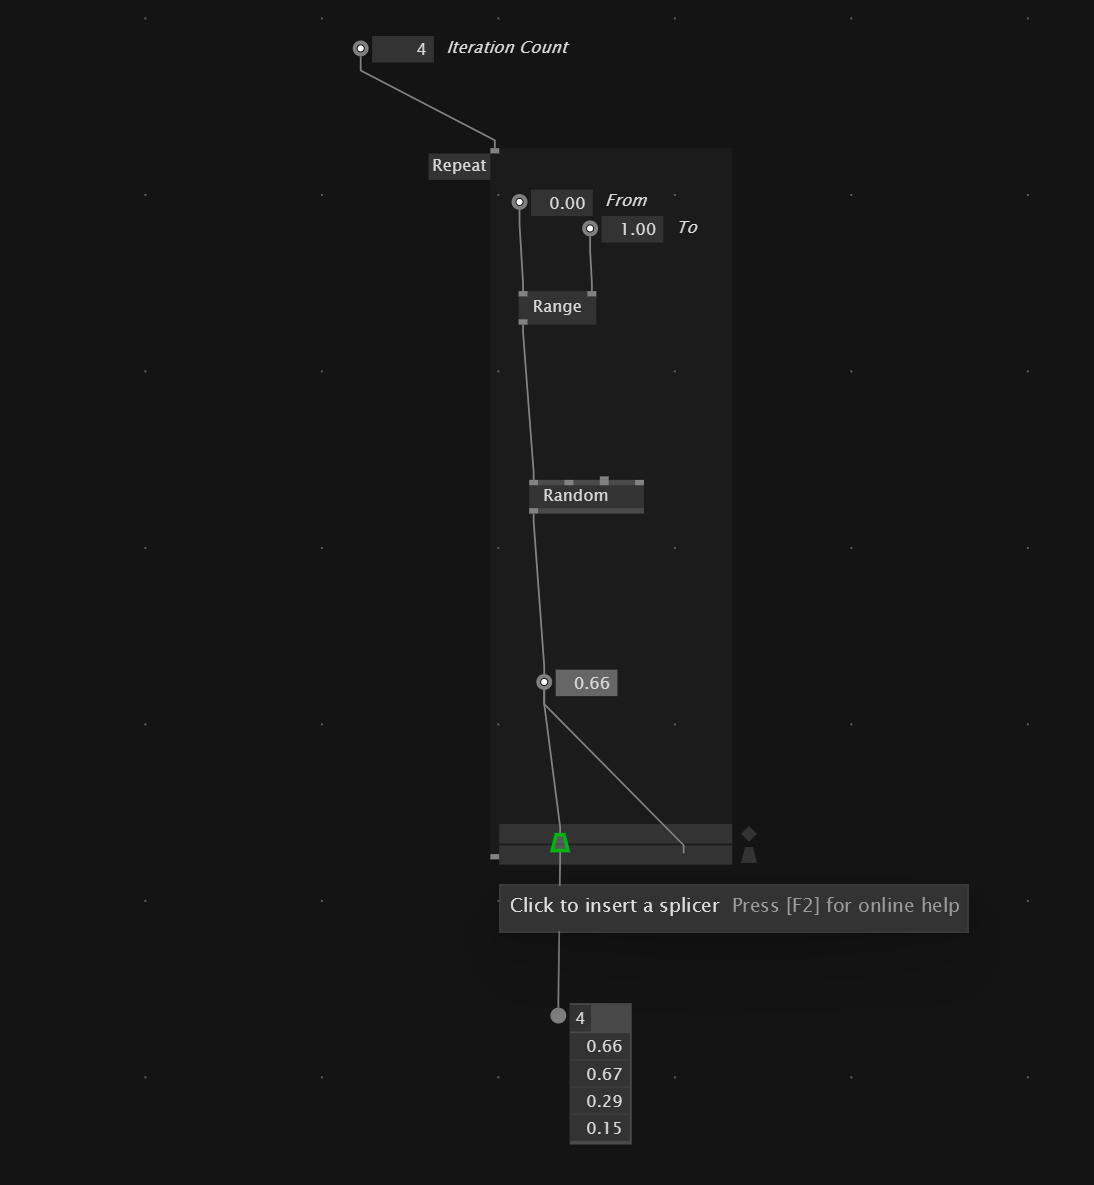 4 Iteration Count
Repeat
0.00 From
1.00 To
Range
Random
0.66
Click to insert a splicer Press [F2] for online help
4
0.66
0.67
0.29
0.15